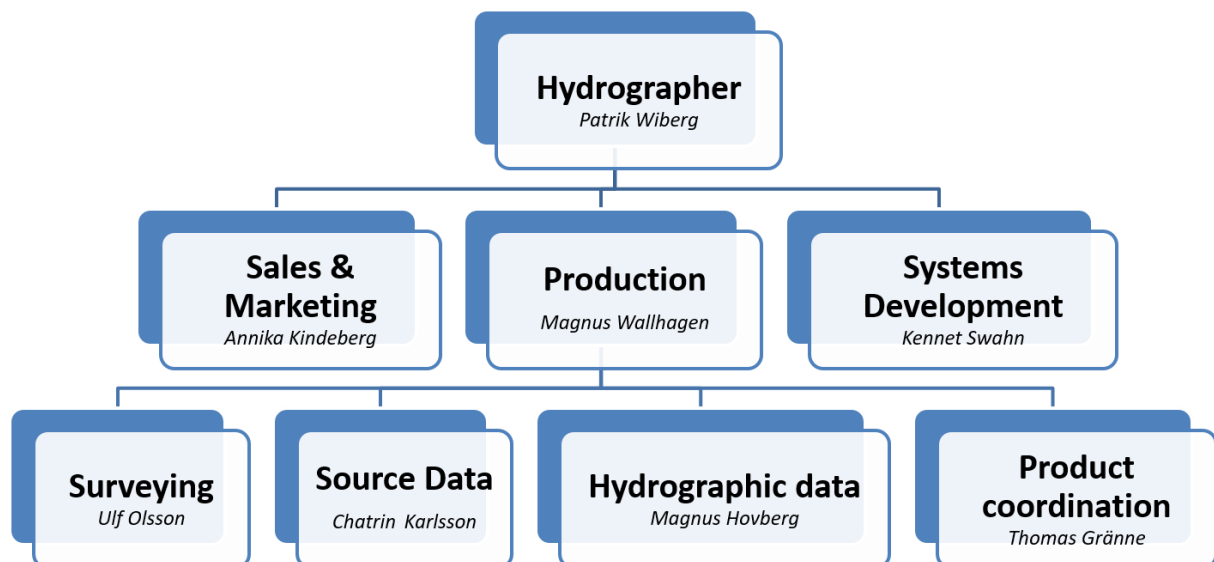 Hydrographer
Patrik Wiberg
Sales &
Marketing
Annika Kindeberg
Production
Magnus Wallhagen
Systems
Development
Kennet Swahn
Surveying
Ulf Olsson
Source Data
Chatrin Karlsson
Hydrographic data
Magnus Hovberg
Product
coordination
Thomas Gränne